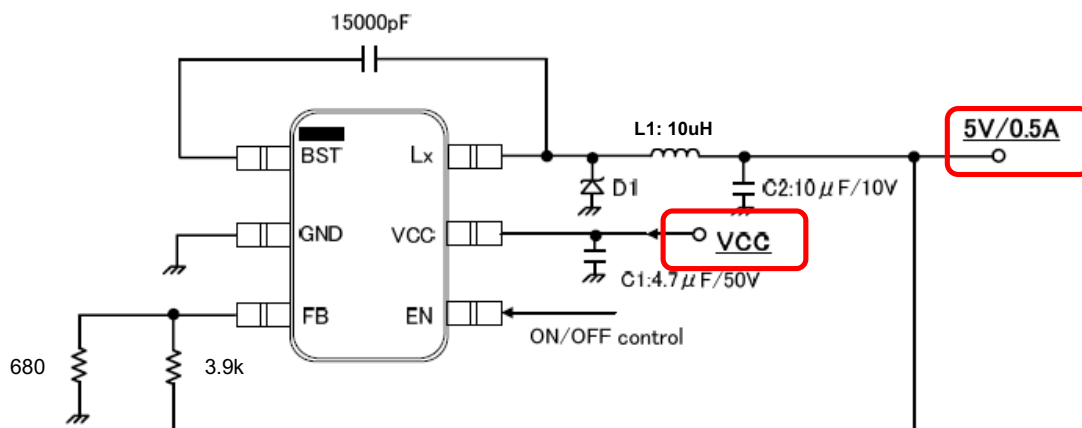 15000pF
BST
Lx
L1: 10uH
5V/0.5A
D1
C2:10μF/10V
GND
VCC
VCC
C1:4.7μF/50V
FB
EN
ON/OFF control
680
3.9k